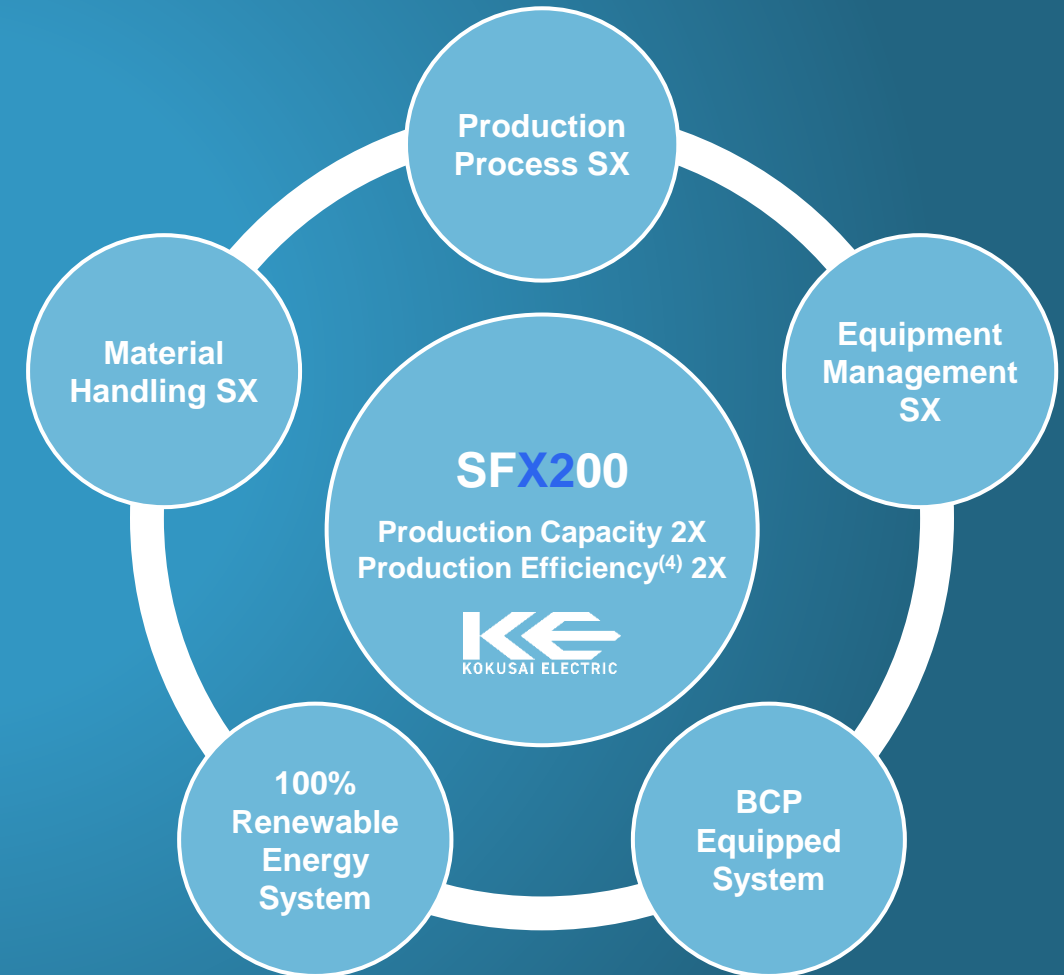 Production
Process SX
Material
Handling SX
Equipment
Management
SX
SFX200
Production Capacity 2X
Production Efficiency(4) 2X
KE
KOKUSAI ELECTRIC
100%
Renewable
Energy
System
BCP
Equipped
System